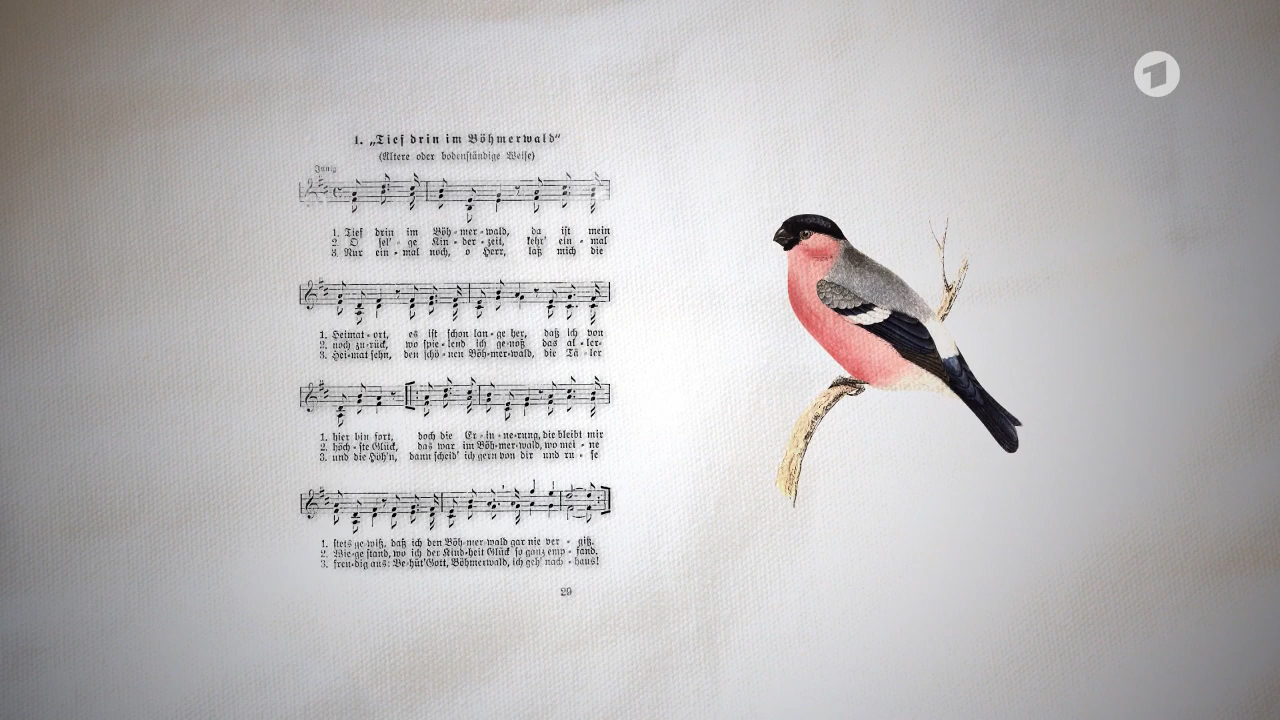 1. „Tief drin im Böhmerwald“
(Ältere oder bodenständige Weise)
Innig
1. Tief drin im Böh-mer-wald, da ist mein
2. O sel'-ge Kin-der-zeit, kehr' ein-mal
3. Nur ein-mal noch, o Herr, laß mich die
1. Heimat-ort, es ist schon lan-ge her, daß ich von
2. noch zu-rück, wo spie-lend ich ge-noß das al-ler-
3. Hei-mat sehn, den schö-nen Böh-mer-wald, die Tä-ler
1. hier bin fort, doch die Er-in-ne-rung, die bleibt mir
2. höch-ste Glück, das war im Böh-mer-wald, wo mei-ne
3. und die Höh'n, dann scheid' ich gern von dir und ru-fe
1. stets ge-wiß, daß ich den Böh-mer-wald gar nie ver-giß.
2. Wie-ge stand, wo ich der Kind-heit Glück so ganz emp-fand.
3. freu-dig aus: Be-hüt' Gott, Böhmerwald, ich geh' nach-haus!
29
1